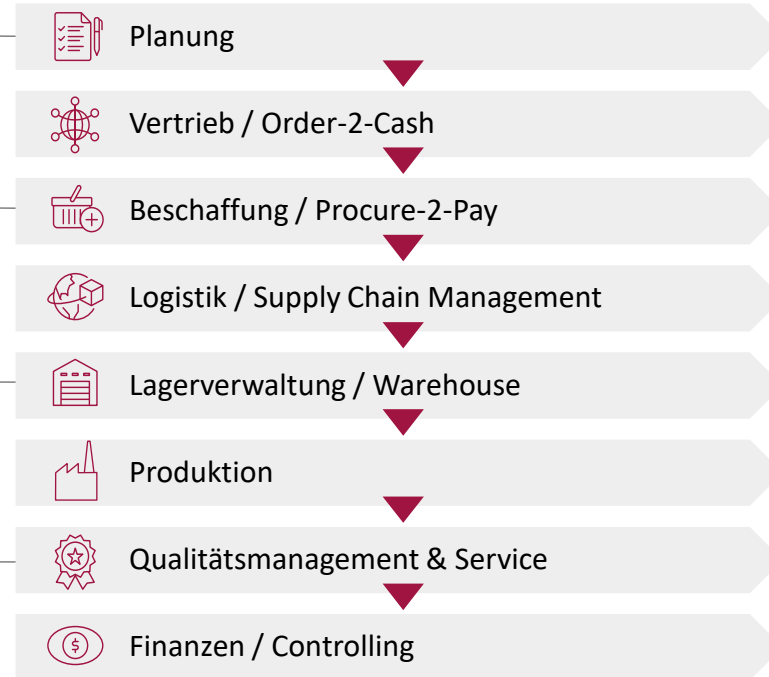 Planung
Vertrieb / Order-2-Cash
Beschaffung / Procure-2-Pay
Logistik / Supply Chain Management
Lagerverwaltung / Warehouse
Produktion
Qualitätsmanagement & Service
Finanzen / Controlling